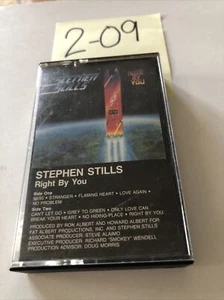 2-09
STEPHEN
STILLS
RIGHT BY
YOU
STEPHEN STILLS
Right By You
Side One
50/50 • STRANGER • FLAMING HEART • LOVE AGAIN •
NO PROBLEM
Side Two
CAN'T LET GO • GREY TO GREEN • ONLY LOVE CAN
BREAK YOUR HEART • NO HIDING PLACE • RIGHT BY YOU
PRODUCED BY RON ALBERT AND HOWARD ALBERT FOR
FAT ALBERT PRODUCTIONS, INC. AND STEPHEN STILLS
ASSOCIATE PRODUCER: STEVE ALAIMO
EXECUTIVE PRODUCER: RICHARD "SMOKEY" WENDELL
PRODUCTION ADVISOR: DOUG MORRIS